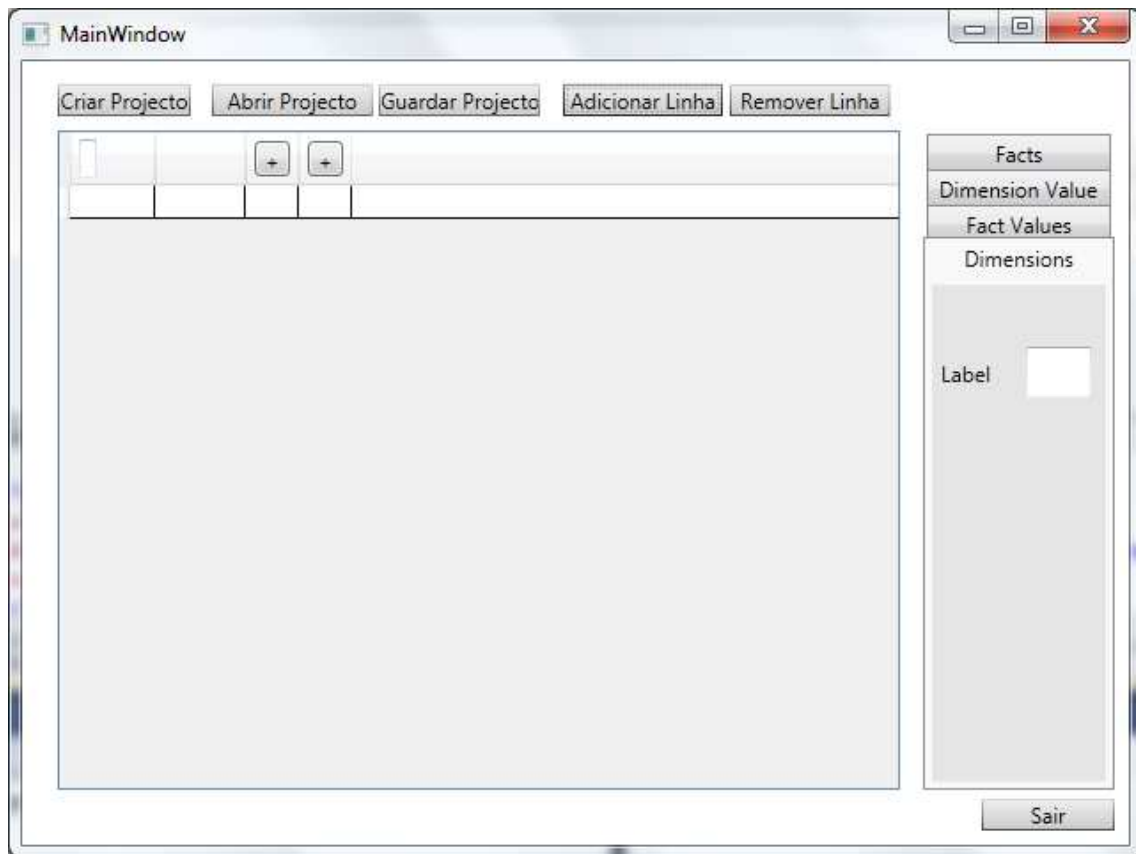 MainWindow
Criar Projecto Abrir Projecto Guardar Projecto Adicionar Linha Remover Linha
+ +
Facts
Dimension Value
Fact Values
Dimensions
Label
Sair